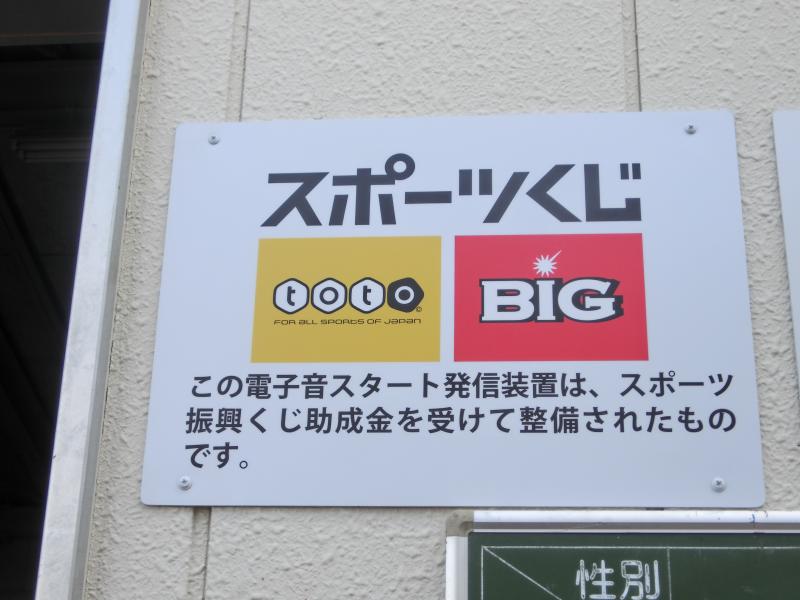 スポーツくじ
toto
FOR ALL SPORTS OF JAPAN
BIG
この電子音スタート発信装置は、スポーツ
振興くじ助成金を受けて整備されたもの
です。
性別